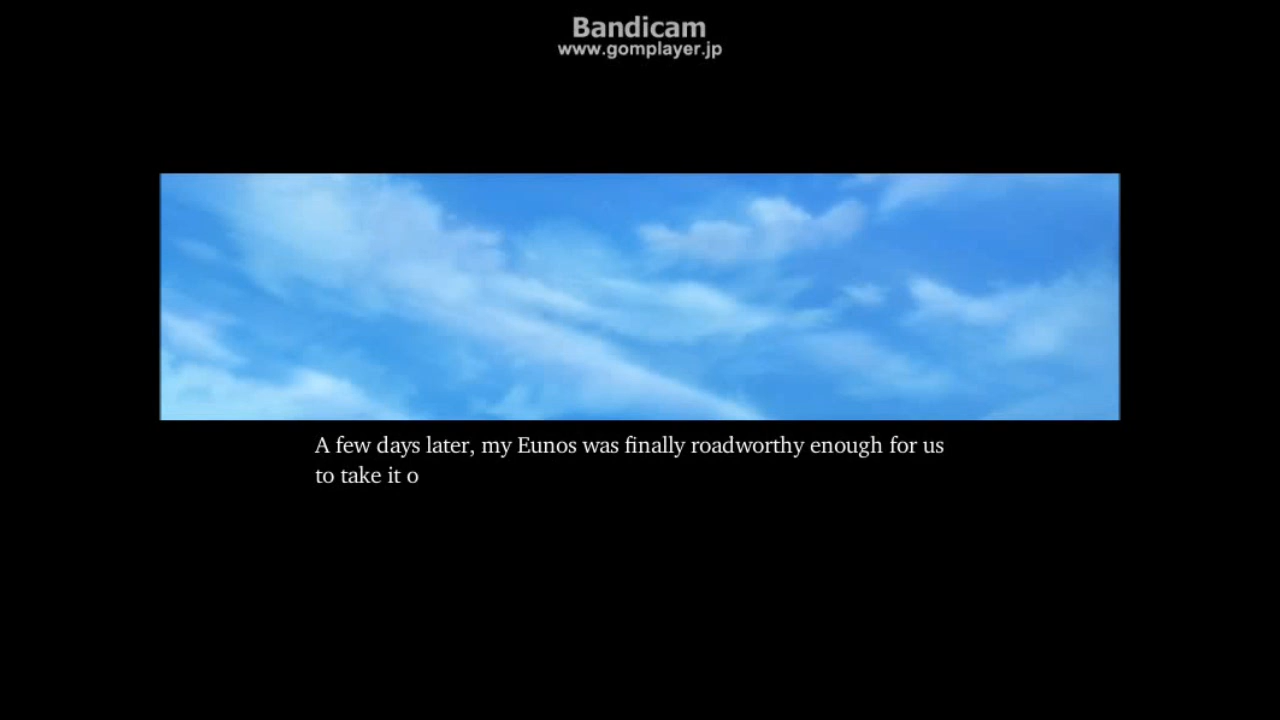 Bandicam
www.gomplayer.jp
A few days later, my Eunos was finally roadworthy enough for us
to take it o